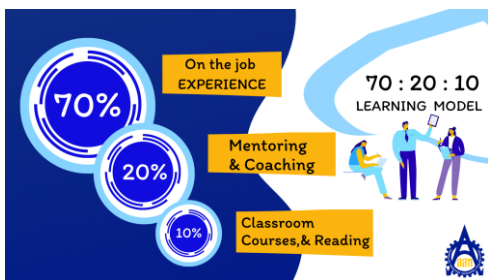 70%
On the job
EXPERIENCE
20%
Mentoring
& Coaching
10%
Classroom
Courses,& Reading
70 : 20 : 10
LEARNING MODEL